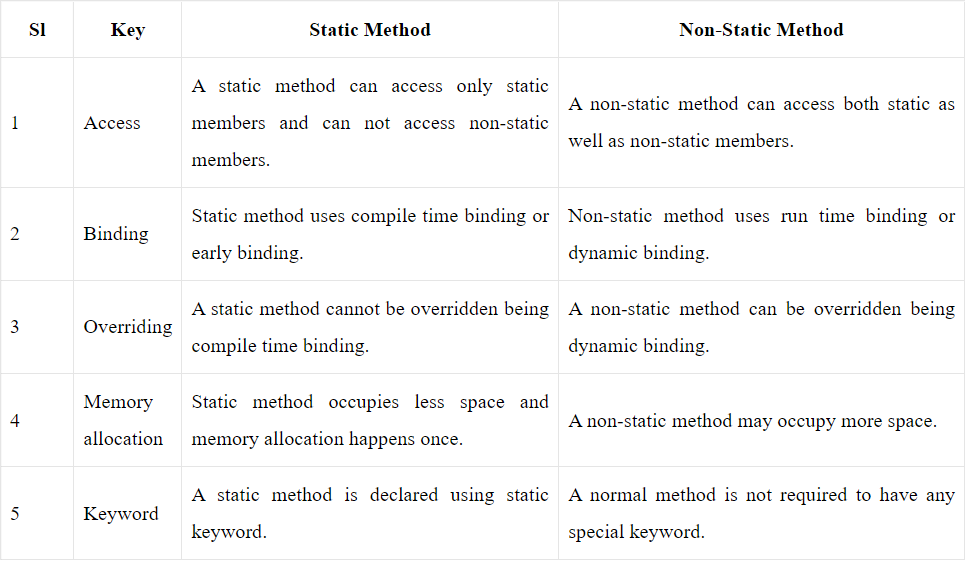 Sl Key Static Method Non-Static Method
1 Access A static method can access only static members and can not access non-static members. A non-static method can access both static as well as non-static members.
2 Binding Static method uses compile time binding or early binding. Non-static method uses run time binding or dynamic binding.
3 Overriding A static method cannot be overridden being compile time binding. A non-static method can be overridden being dynamic binding.
4 Memory allocation Static method occupies less space and memory allocation happens once. A non-static method may occupy more space.
5 Keyword A static method is declared using static keyword. A normal method is not required to have any special keyword.